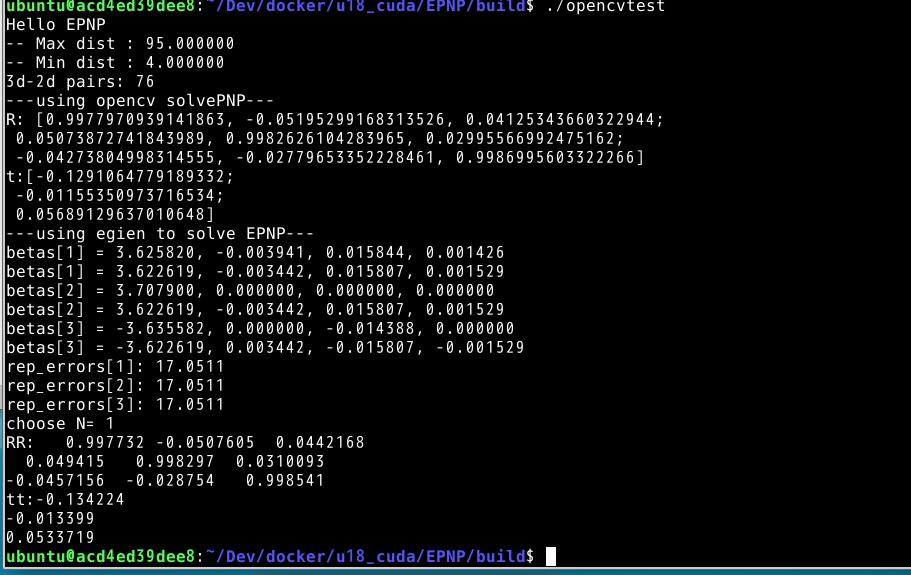 ubuntu@acd4ed39dee8:~/Dev/docker/u18_cuda/EPNP/build$ ./opencvtest
Hello EPNP
-- Max dist : 95.000000
-- Min dist : 4.000000
3d-2d pairs: 76
---using opencv solvePNP---
R: [0.9977970939141863, -0.05195299168313526, 0.04125343660322944;
 0.05073872741843989, 0.9982626104283965, 0.02995566992475162;
 -0.04273804998314555, -0.02779653352228461, 0.9986995603322266]
t:[-0.1291064779189332;
 -0.01155350973716534;
 0.05689129637010648]
---using egien to solve EPNP---
betas[1] = 3.625820, -0.003941, 0.015844, 0.001426
betas[1] = 3.622619, -0.003442, 0.015807, 0.001529
betas[2] = 3.707900, 0.000000, 0.000000, 0.000000
betas[2] = 3.622619, -0.003442, 0.015807, 0.001529
betas[3] = -3.635582, 0.000000, -0.014388, 0.000000
betas[3] = -3.622619, 0.003442, -0.015807, -0.001529
rep_errors[1]: 17.0511
rep_errors[2]: 17.0511
rep_errors[3]: 17.0511
choose N= 1
RR:   0.997732 -0.0507605  0.0442168
  0.049415   0.998297  0.0310093
-0.0457156  -0.028754   0.998541
tt:-0.134224
-0.013399
0.0533719
ubuntu@acd4ed39dee8:~/Dev/docker/u18_cuda/EPNP/build$